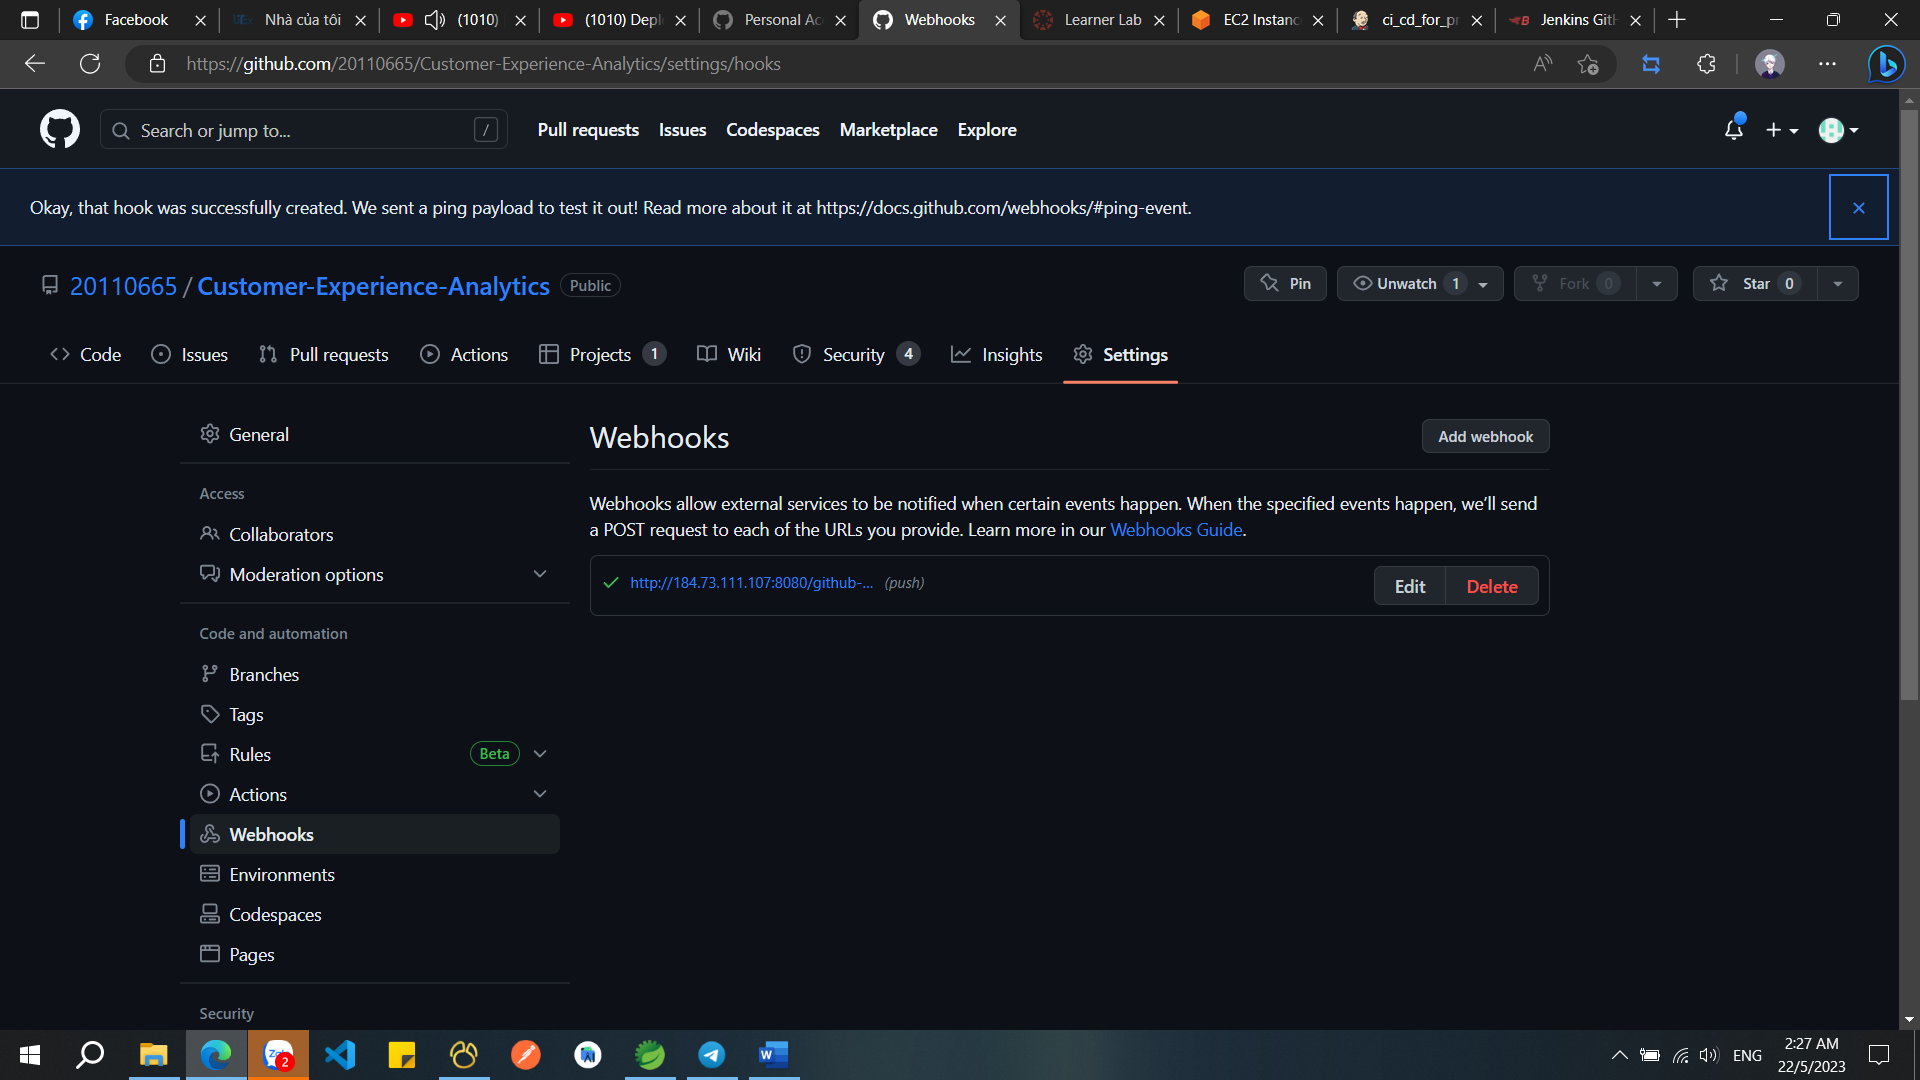 Facebook
Nhà của tôi
(1010)
(1010) Depl
Personal Ac
Webhooks
Learner Lab
EC2 Instanc
ci_cd_for_pr
Jenkins GitH
https://github.com/20110665/Customer-Experience-Analytics/settings/hooks
Search or jump to...
/
Pull requests
Issues
Codespaces
Marketplace
Explore
Okay, that hook was successfully created. We sent a ping payload to test it out! Read more about it at https://docs.github.com/webhooks/#ping-event.
20110665 / Customer-Experience-Analytics
Public
Pin
Unwatch 1
Fork 0
Star 0
Code
Issues
Pull requests
Actions
Projects 1
Wiki
Security 4
Insights
Settings
General
Access
Collaborators
Moderation options
Code and automation
Branches
Tags
Rules
Beta
Actions
Webhooks
Environments
Codespaces
Pages
Security
Webhooks
Add webhook
Webhooks allow external services to be notified when certain events happen. When the specified events happen, we’ll send
a POST request to each of the URLs you provide. Learn more in our Webhooks Guide.
http://184.73.111.107:8080/github-... (push)
Edit
Delete
2
ENG
2:27 AM
22/5/2023